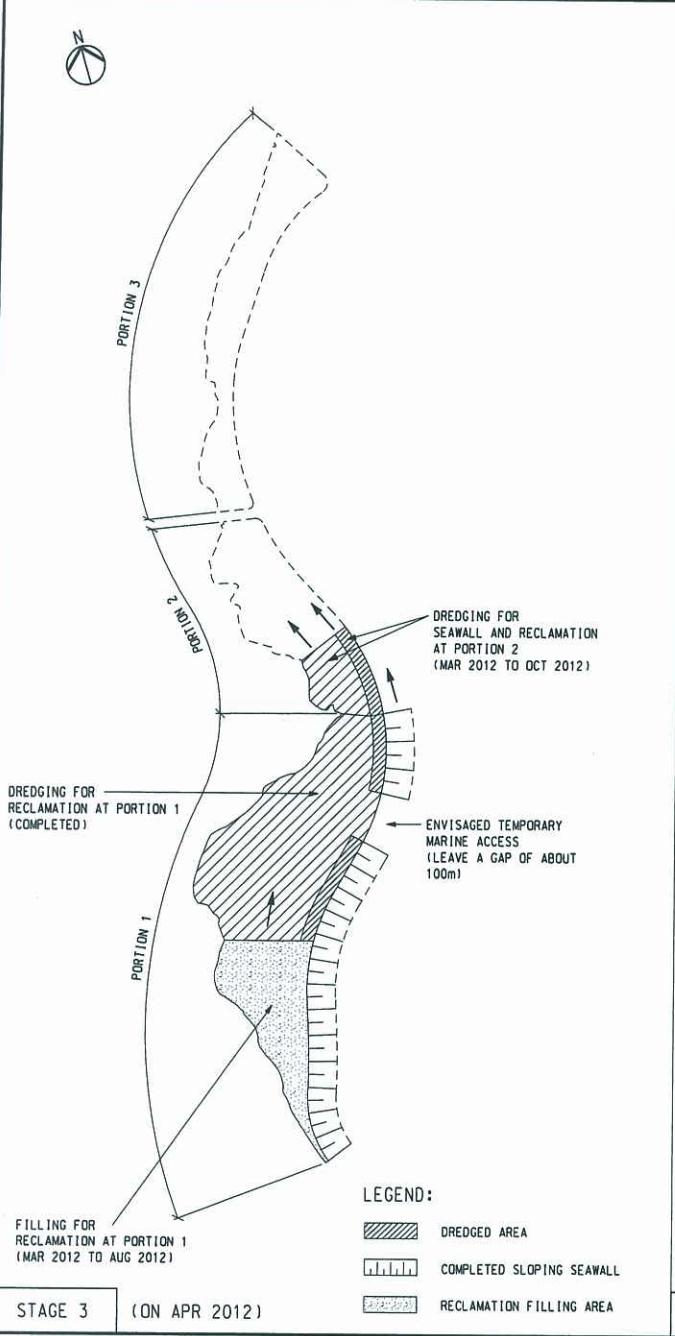 N
PORTION 3
PORTION 2
DREDGING FOR
SEAWALL AND RECLAMATION
AT PORTION 2
(MAR 2012 TO OCT 2012)
DREDGING FOR
RECLAMATION AT PORTION 1
(COMPLETED)
ENVISAGED TEMPORARY
MARINE ACCESS
(LEAVE A GAP OF ABOUT
100m)
PORTION 1
FILLING FOR
RECLAMATION AT PORTION 1
(MAR 2012 TO AUG 2012)
LEGEND:
DREDGED AREA
COMPLETED SLOPING SEAWALL
RECLAMATION FILLING AREA
STAGE 3 (ON APR 2012)